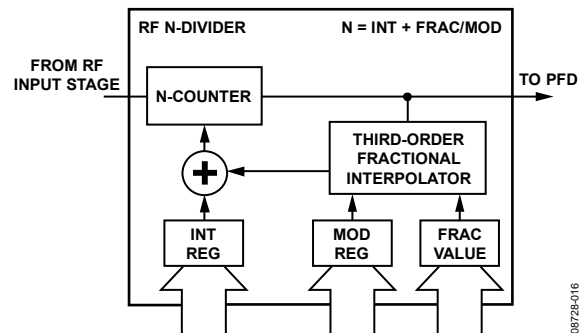 RF N-DIVIDER
N = INT + FRAC/MOD
FROM RF
INPUT STAGE
TO PFD
N-COUNTER
THIRD-ORDER
FRACTIONAL
INTERPOLATOR
+
INT
REG
MOD
REG
FRAC
VALUE
08728-016